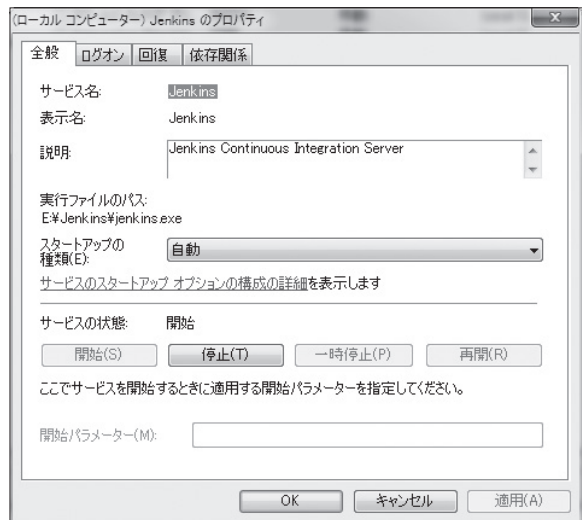 (ローカル コンピューター) Jenkins のプロパティ
全般 ログオン 回復 依存関係
サービス名: Jenkins
表示名: Jenkins
説明: Jenkins Continuous Integration Server
実行ファイルのパス:
E:¥Jenkins¥jenkins.exe
スタートアップの
種類(E): 自動
サービスのスタートアップ オプションの構成の詳細を表示します
サービスの状態: 開始
開始(S) 停止(T) 一時停止(P) 再開(R)
ここでサービスを開始するときに適用する開始パラメーターを指定してください。
開始パラメーター(M):
OK キャンセル 適用(A)